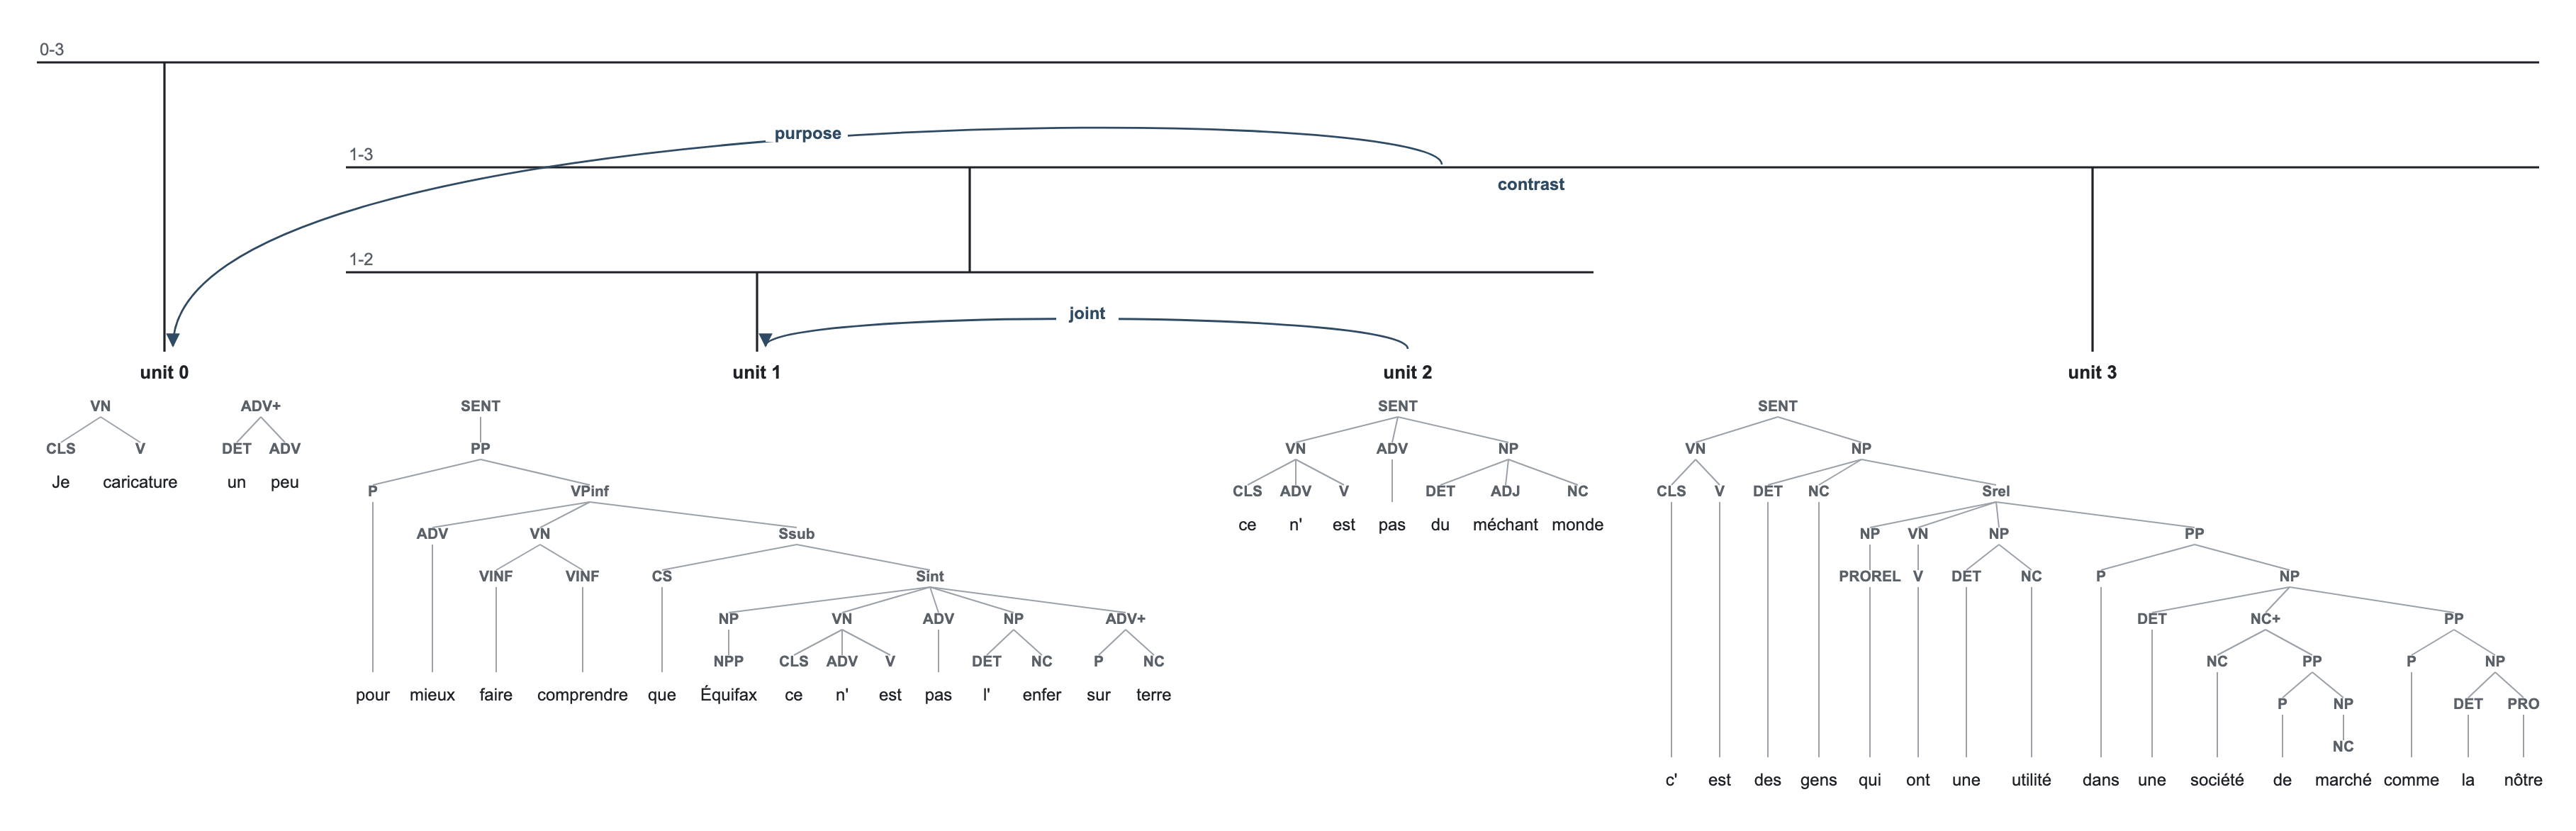 0-3
purpose
1-3
contrast
1-2
joint
unit 0 unit 1 unit 2 unit 3
VN ADV+ SENT SENT SENT
CLS V DET ADV PP VN ADV NP VN NP
Je caricature un peu
P VPinf CLS ADV V DET ADJ NC CLS V DET NC Srel
ce n' est pas du méchant monde
ADV VN Ssub NP VN NP PP
VINF VINF CS Sint PROREL V DET NC P NP
NP VN ADV NP ADV+ DET NC+ PP
NPP CLS ADV V DET NC P NC NC PP P NP
pour mieux faire comprendre que Équifax ce n' est pas l' enfer sur terre
P NP DET PRO
NC
c' est des gens qui ont une utilité dans une société de marché comme la nôtre